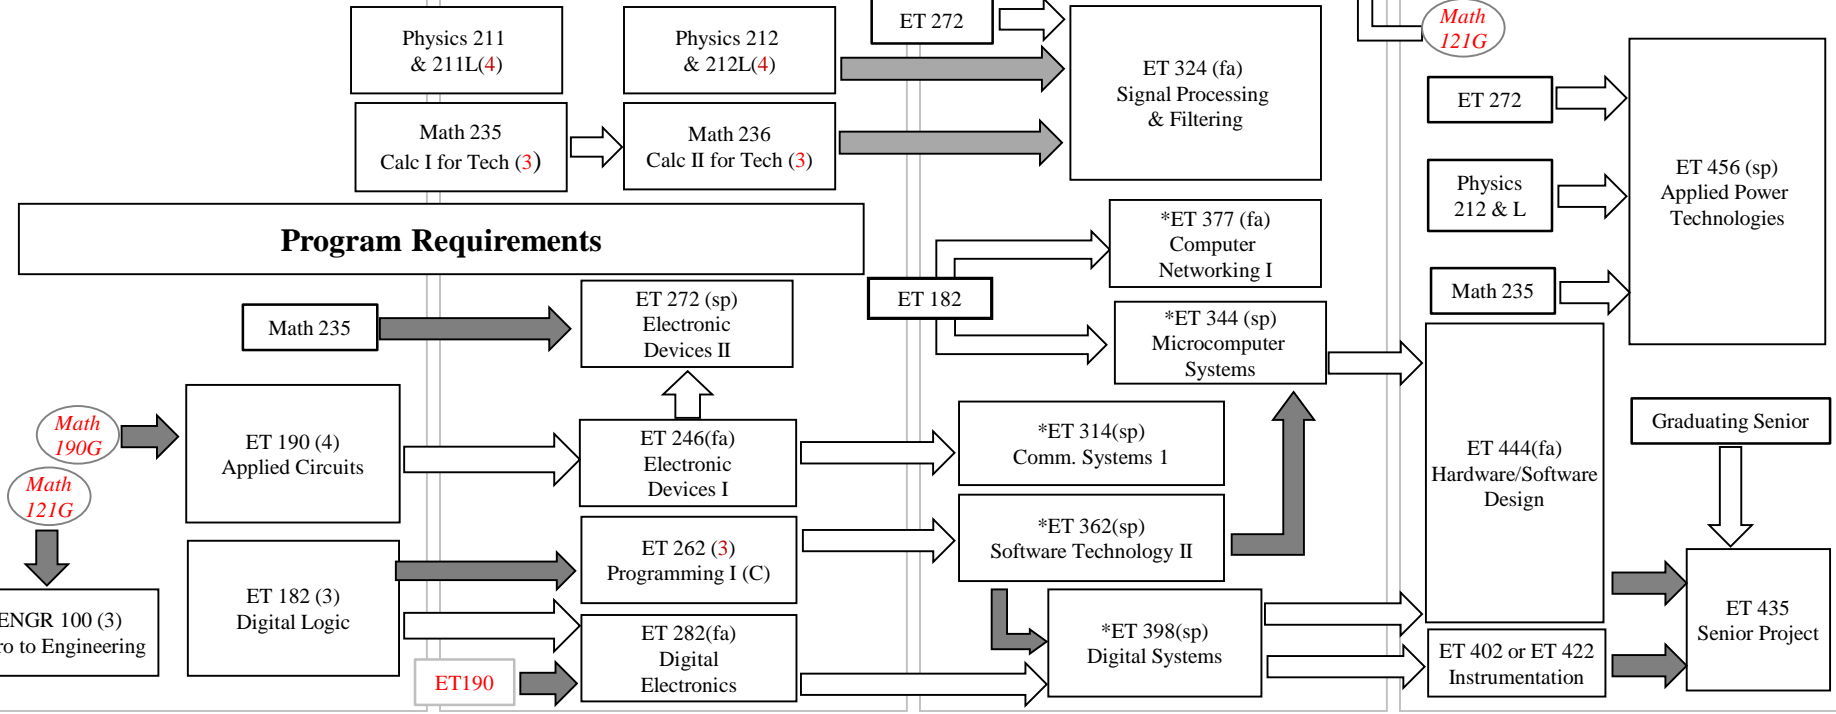 Physics 211
& 211L(4)
Physics 212
& 212L(4)
ET 272
ET 324 (fa)
Signal Processing
& Filtering
Math
121G
Math 235
Calc I for Tech (3)
Math 236
Calc II for Tech (3)
ET 272
Physics
212 & L
Math 235
ET 456 (sp)
Applied Power
Technologies
Program Requirements
*ET 377 (fa)
Computer
Networking I
ET 182
*ET 344 (sp)
Microcomputer
Systems
Math 235
ET 272 (sp)
Electronic
Devices II
Math
190G
ET 190 (4)
Applied Circuits
ET 246(fa)
Electronic
Devices I
*ET 314(sp)
Comm. Systems 1
ET 444(fa)
Hardware/Software
Design
Graduating Senior
Math
121G
ET 262 (3)
Programming I (C)
*ET 362(sp)
Software Technology II
ENGR 100 (3)
ro to Engineering
ET 182 (3)
Digital Logic
ET190
ET 282(fa)
Digital
Electronics
*ET 398(sp)
Digital Systems
ET 402 or ET 422
Instrumentation
ET 435
Senior Project